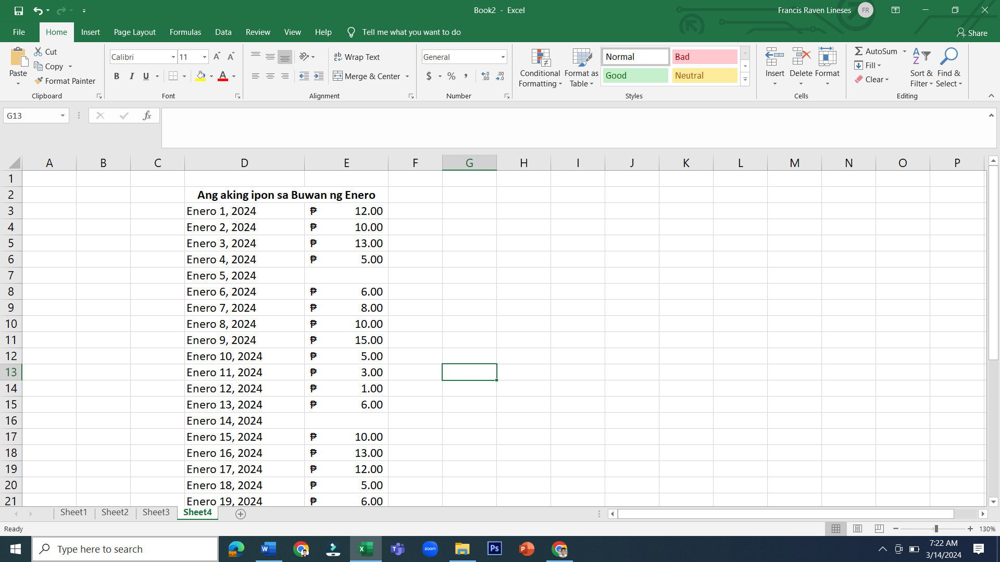 Book2 - Excel
Francis Raven Lineses
FR
File Home Insert Page Layout Formulas Data Review View Help Tell me what you want to do
Share
Paste
Cut
Copy
Format Painter
Clipboard
Calibri 11
B I U
Font
Wrap Text
Merge & Center
Alignment
General
$ %
Number
Conditional Formatting
Format as Table
Normal Bad
Good Neutral
Styles
Insert Delete Format
Cells
AutoSum
Fill
Clear
Sort & Filter
Find & Select
Editing
G13
fx
A B C D E F G H I J K L M N O P
1
2 Ang aking ipon sa Buwan ng Enero
3 Enero 1, 2024 ₱ 12.00
4 Enero 2, 2024 ₱ 10.00
5 Enero 3, 2024 ₱ 13.00
6 Enero 4, 2024 ₱ 5.00
7 Enero 5, 2024
8 Enero 6, 2024 ₱ 6.00
9 Enero 7, 2024 ₱ 8.00
10 Enero 8, 2024 ₱ 10.00
11 Enero 9, 2024 ₱ 15.00
12 Enero 10, 2024 ₱ 5.00
13 Enero 11, 2024 ₱ 3.00
14 Enero 12, 2024 ₱ 1.00
15 Enero 13, 2024 ₱ 6.00
16 Enero 14, 2024
17 Enero 15, 2024 ₱ 10.00
18 Enero 16, 2024 ₱ 13.00
19 Enero 17, 2024 ₱ 12.00
20 Enero 18, 2024 ₱ 5.00
21 Enero 19, 2024 ₱ 6.00
Sheet1 Sheet2 Sheet3 Sheet4
Ready
130%
Type here to search
zoom
Ps
7:22 AM
3/14/2024